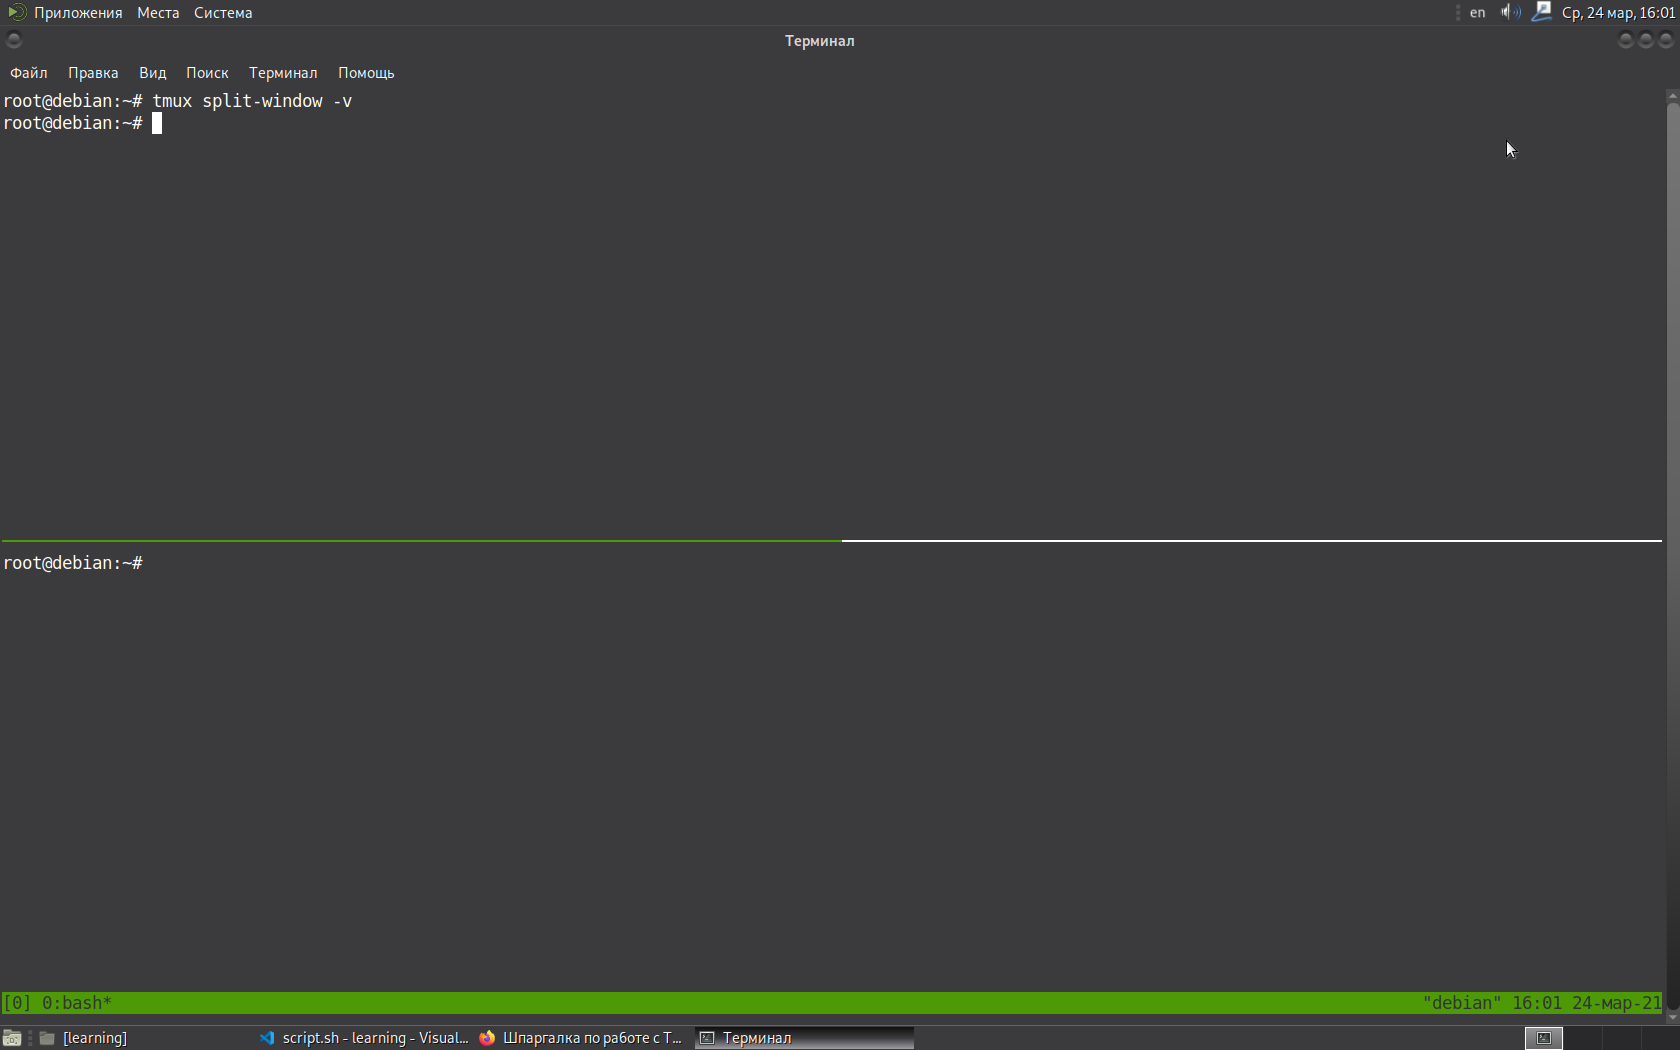 Приложения Места Система en Ср, 24 мар, 16:01
Терминал
Файл Правка Вид Поиск Терминал Помощь
root@debian:~# tmux split-window -v
root@debian:~#
root@debian:~#
[0] 0:bash* "debian" 16:01 24-мар-21
[learning] script.sh - learning - Visual... Шпаргалка по работе с T... Терминал